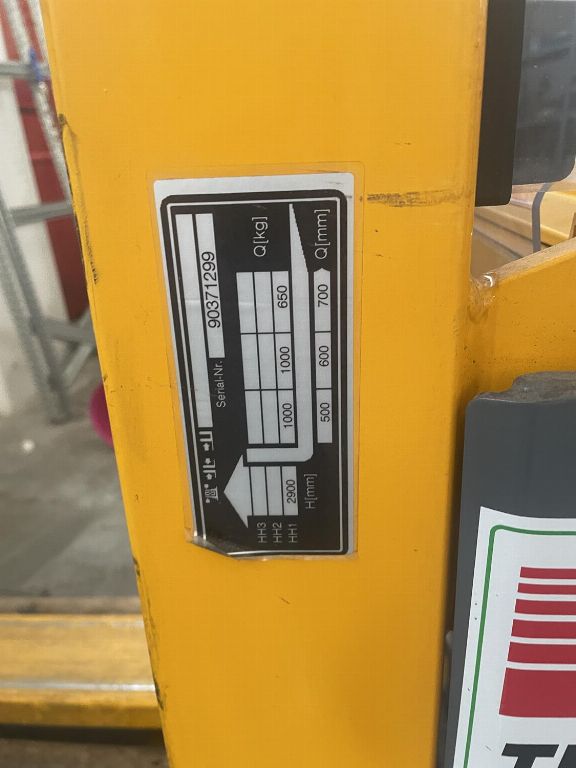 Serial-Nr. 90371299
HH3
HH2
HH1 2900 1000 1000 650 Q[kg]
H[mm] 500 600 700 Q[mm]